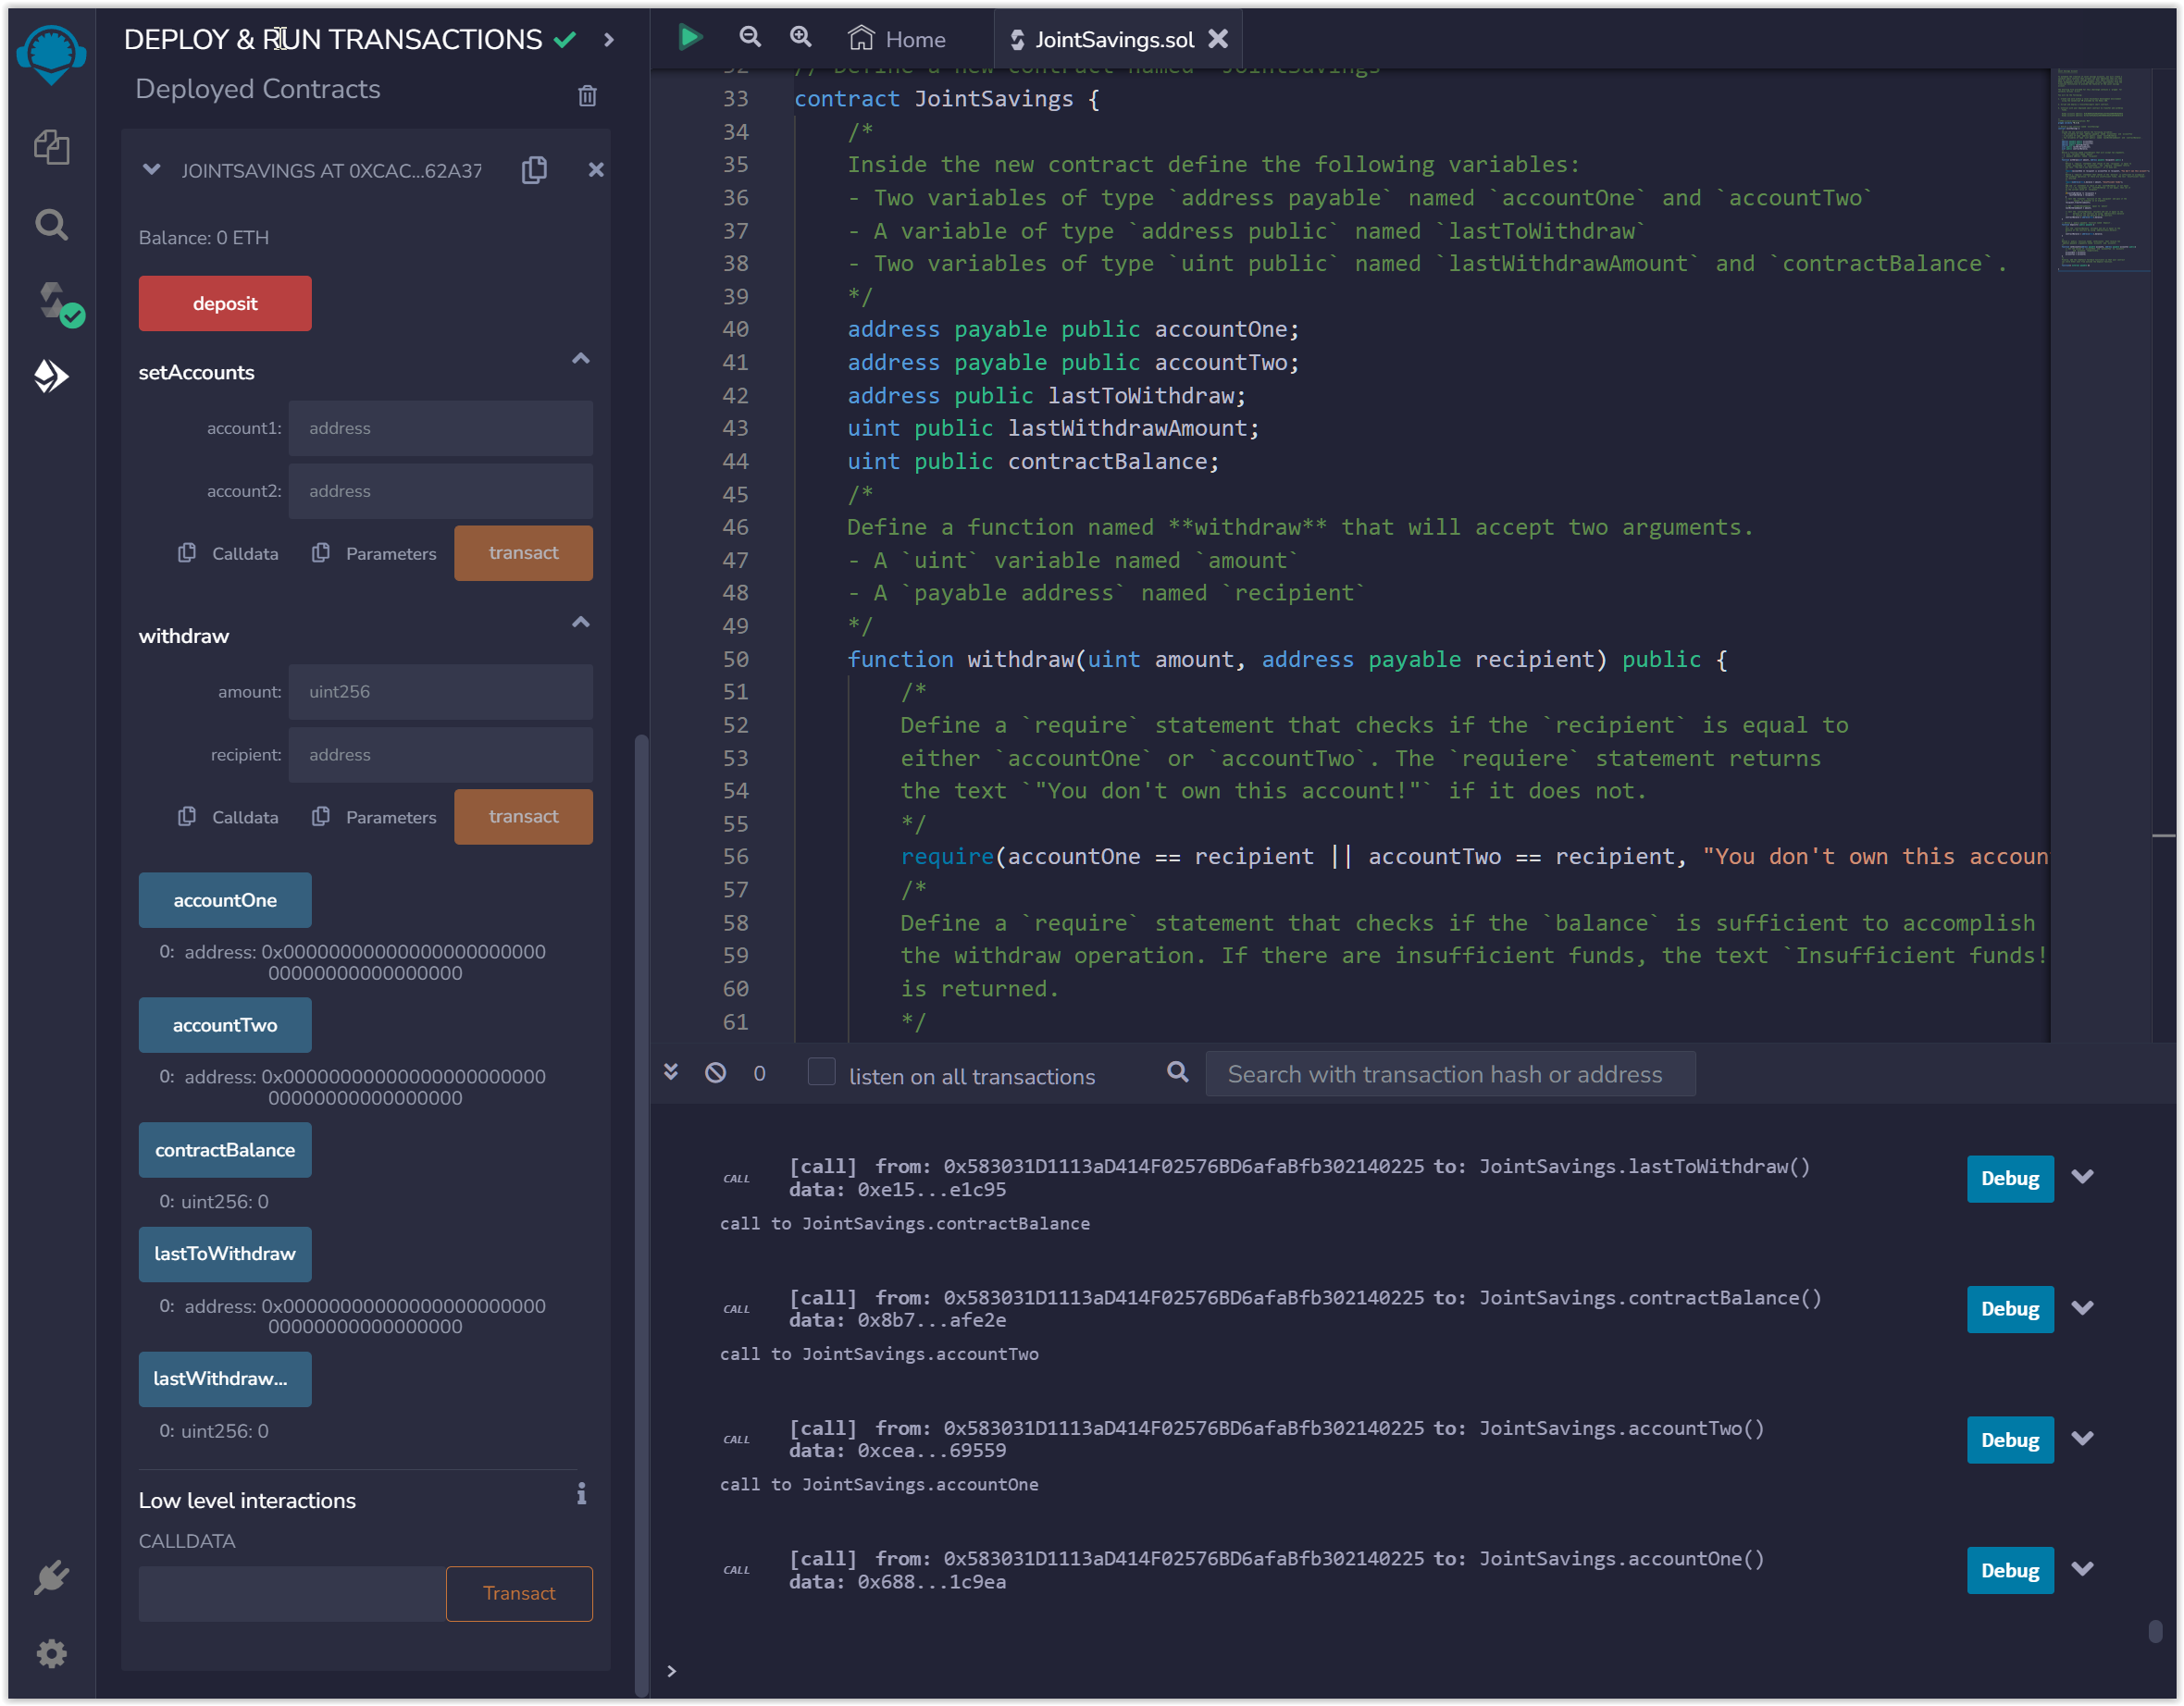 DEPLOY & RUN TRANSACTIONS
Deployed Contracts
JOINTSAVINGS AT 0XCAC...62A37
Balance: 0 ETH
deposit
setAccounts
account1: address
account2: address
Calldata Parameters transact
withdraw
amount: uint256
recipient: address
Calldata Parameters transact
accountOne
0: address: 0x00000000000000000000000
00000000000000000
accountTwo
0: address: 0x00000000000000000000000
00000000000000000
contractBalance
0: uint256: 0
lastToWithdraw
0: address: 0x00000000000000000000000
00000000000000000
lastWithdraw...
0: uint256: 0
Low level interactions
i
CALLDATA
Transact
Home JointSavings.sol
32 // Define a new contract named `JointSavings`
33 contract JointSavings {
34 /*
35 Inside the new contract define the following variables:
36 - Two variables of type `address payable` named `accountOne` and `accountTwo`
37 - A variable of type `address public` named `lastToWithdraw`
38 - Two variables of type `uint public` named `lastWithdrawAmount` and `contractBalance`.
39 */
40 address payable public accountOne;
41 address payable public accountTwo;
42 address public lastToWithdraw;
43 uint public lastWithdrawAmount;
44 uint public contractBalance;
45 /*
46 Define a function named **withdraw** that will accept two arguments.
47 - A `uint` variable named `amount`
48 - A `payable address` named `recipient`
49 */
50 function withdraw(uint amount, address payable recipient) public {
51 /*
52 Define a `require` statement that checks if the `recipient` is equal to
53 either `accountOne` or `accountTwo`. The `requiere` statement returns
54 the text `"You don't own this account!"` if it does not.
55 */
56 require(accountOne == recipient || accountTwo == recipient, "You don't own this accoun
57 /*
58 Define a `require` statement that checks if the `balance` is sufficient to accomplish
59 the withdraw operation. If there are insufficient funds, the text `Insufficient funds!
60 is returned.
61 */
0 listen on all transactions Search with transaction hash or address
CALL [call] from: 0x583031D1113aD414F02576BD6afaBfb302140225 to: JointSavings.lastToWithdraw() Debug
data: 0xe15...e1c95
call to JointSavings.contractBalance
CALL [call] from: 0x583031D1113aD414F02576BD6afaBfb302140225 to: JointSavings.contractBalance() Debug
data: 0x8b7...afe2e
call to JointSavings.accountTwo
CALL [call] from: 0x583031D1113aD414F02576BD6afaBfb302140225 to: JointSavings.accountTwo() Debug
data: 0xcea...69559
call to JointSavings.accountOne
CALL [call] from: 0x583031D1113aD414F02576BD6afaBfb302140225 to: JointSavings.accountOne() Debug
data: 0x688...1c9ea
>